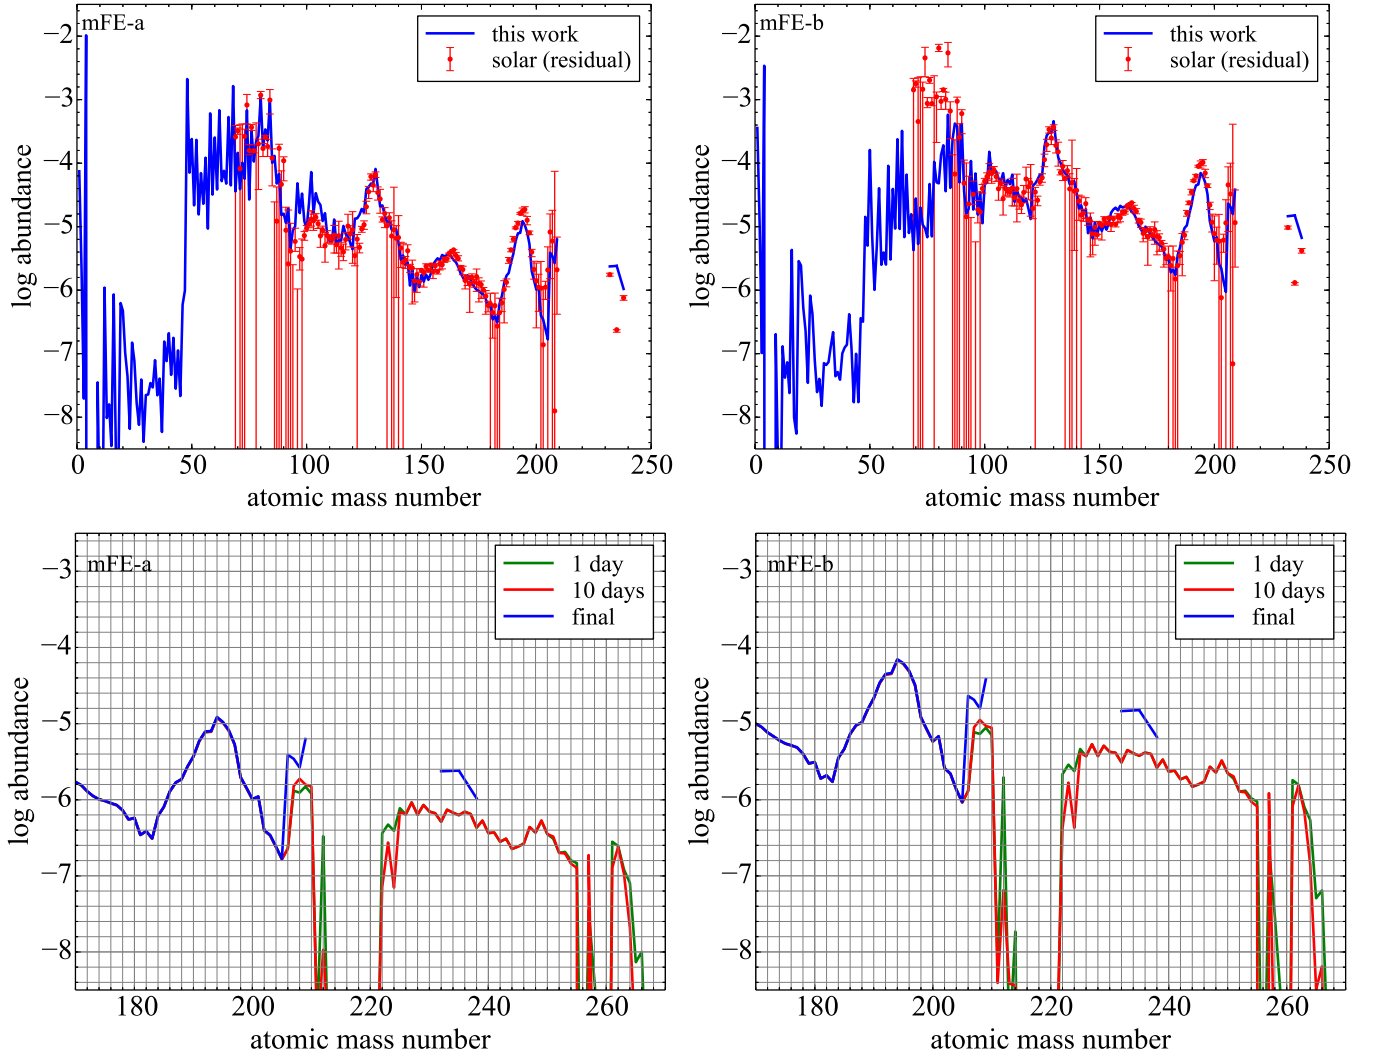 mFE-a
this work
solar (residual)
−2
−3
−4
−5
−6
−7
−8
log abundance
0 50 100 150 200 250
atomic mass number
mFE-b
this work
solar (residual)
−2
−3
−4
−5
−6
−7
−8
log abundance
0 50 100 150 200 250
atomic mass number
mFE-a
1 day
10 days
final
−3
−4
−5
−6
−7
−8
log abundance
180 200 220 240 260
atomic mass number
mFE-b
1 day
10 days
final
−3
−4
−5
−6
−7
−8
log abundance
180 200 220 240 260
atomic mass number